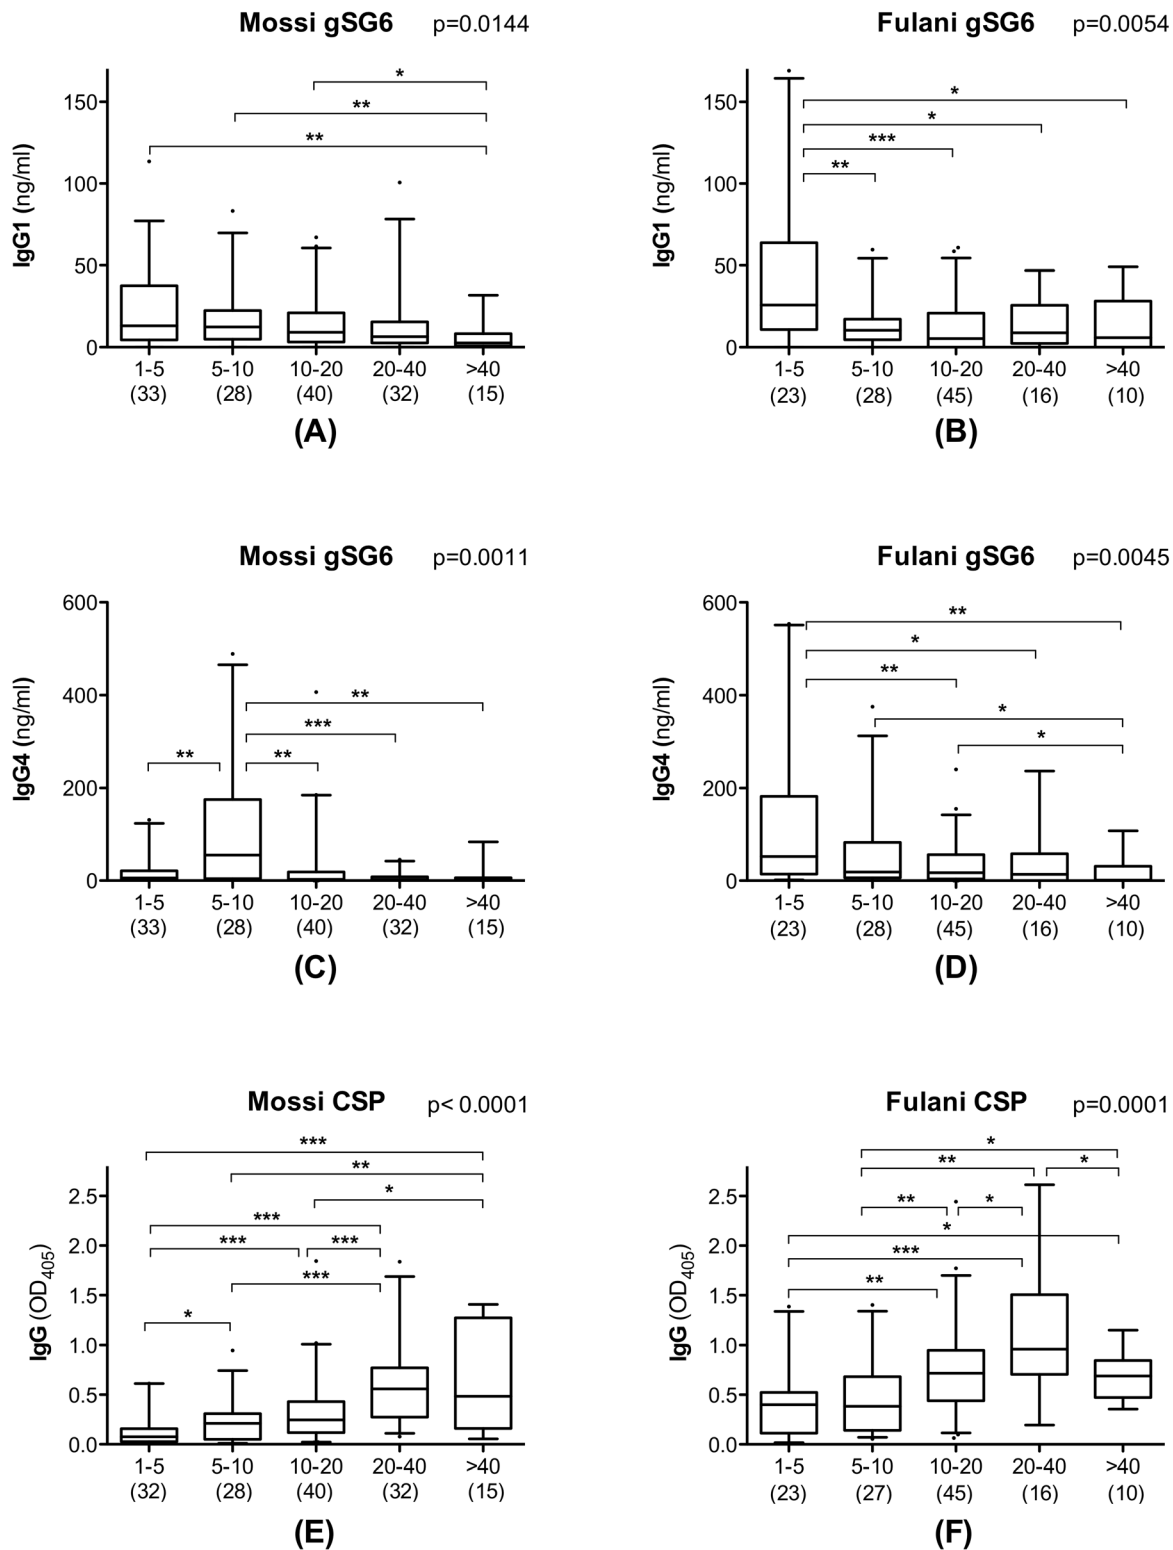 Mossi gSG6 p=0.0144
* 
** 
** 
IgG1 (ng/ml)
150
100
50
0
1-5 5-10 10-20 20-40 >40
(33) (28) (40) (32) (15)
(A)
Fulani gSG6 p=0.0054
*
*
***
**
IgG1 (ng/ml)
150
100
50
0
1-5 5-10 10-20 20-40 >40
(23) (28) (45) (16) (10)
(B)
Mossi gSG6 p=0.0011
**
***
** **
IgG4 (ng/ml)
600
400
200
0
1-5 5-10 10-20 20-40 >40
(33) (28) (40) (32) (15)
(C)
Fulani gSG6 p=0.0045
**
*
**
*
*
IgG4 (ng/ml)
600
400
200
0
1-5 5-10 10-20 20-40 >40
(23) (28) (45) (16) (10)
(D)
Mossi CSP p< 0.0001
***
**
*
***
*** ***
***
*
IgG (OD405)
2.5
2.0
1.5
1.0
0.5
0.0
1-5 5-10 10-20 20-40 >40
(32) (28) (40) (32) (15)
(E)
Fulani CSP p=0.0001
*
** *
** *
*
***
**
IgG (OD405)
2.5
2.0
1.5
1.0
0.5
0.0
1-5 5-10 10-20 20-40 >40
(23) (27) (45) (16) (10)
(F)